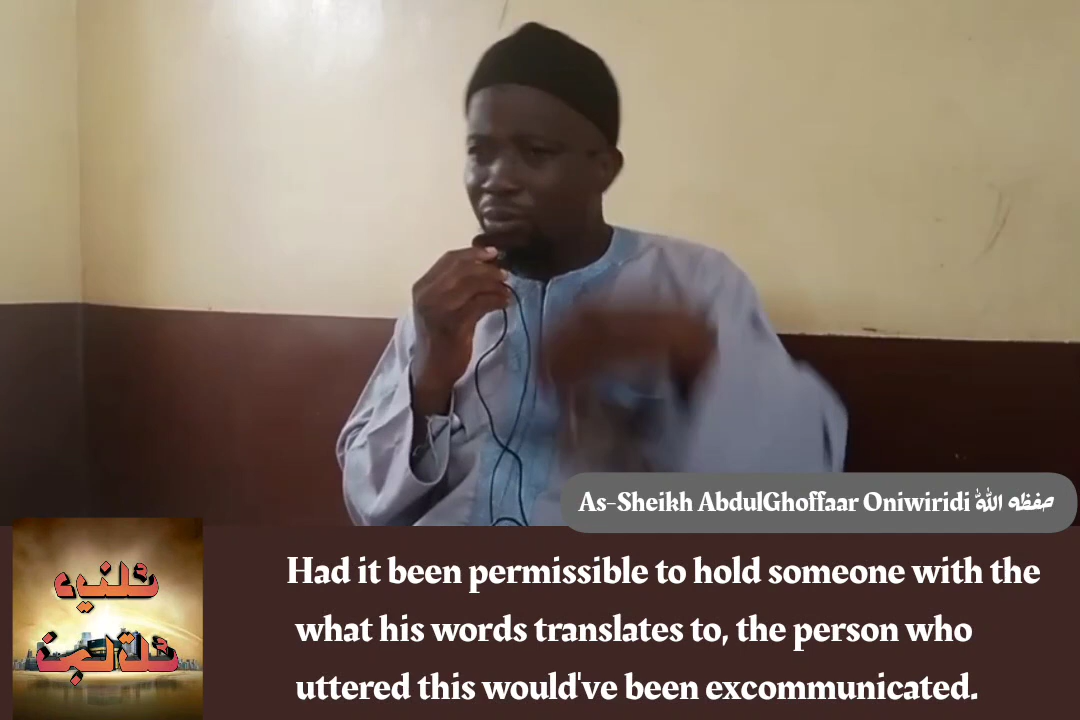 As-Sheikh AbdulGhoffaar Oniwiridi حفظه الله
Had it been permissible to hold someone with the
what his words translates to, the person who
uttered this would've been excommunicated.